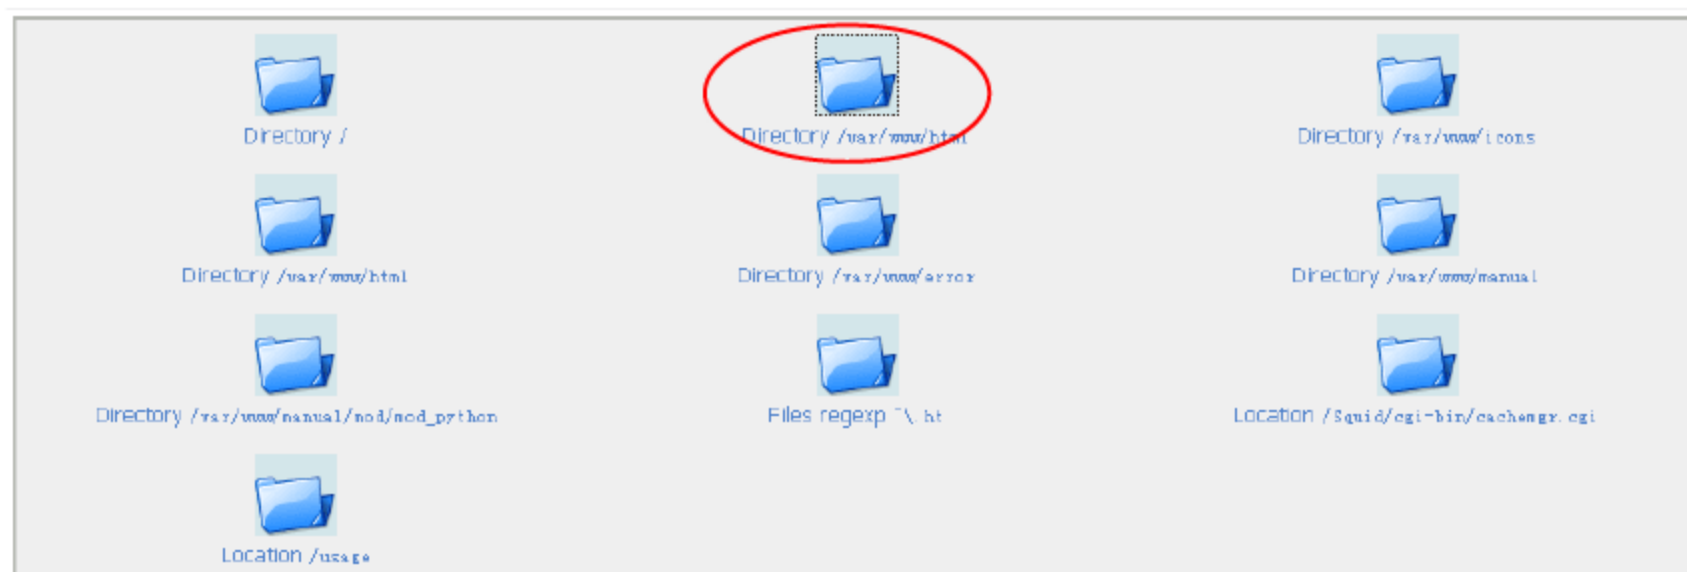 Directory /
Directory /var/www/html
Directory /var/www/icons
Directory /var/www/html
Directory /var/www/error
Directory /var/www/manual
Directory /var/www/manual/mod/mod_python
Files regexp ^\.ht
Location /Squid/cgi-bin/cachemgr.cgi
Location /usage